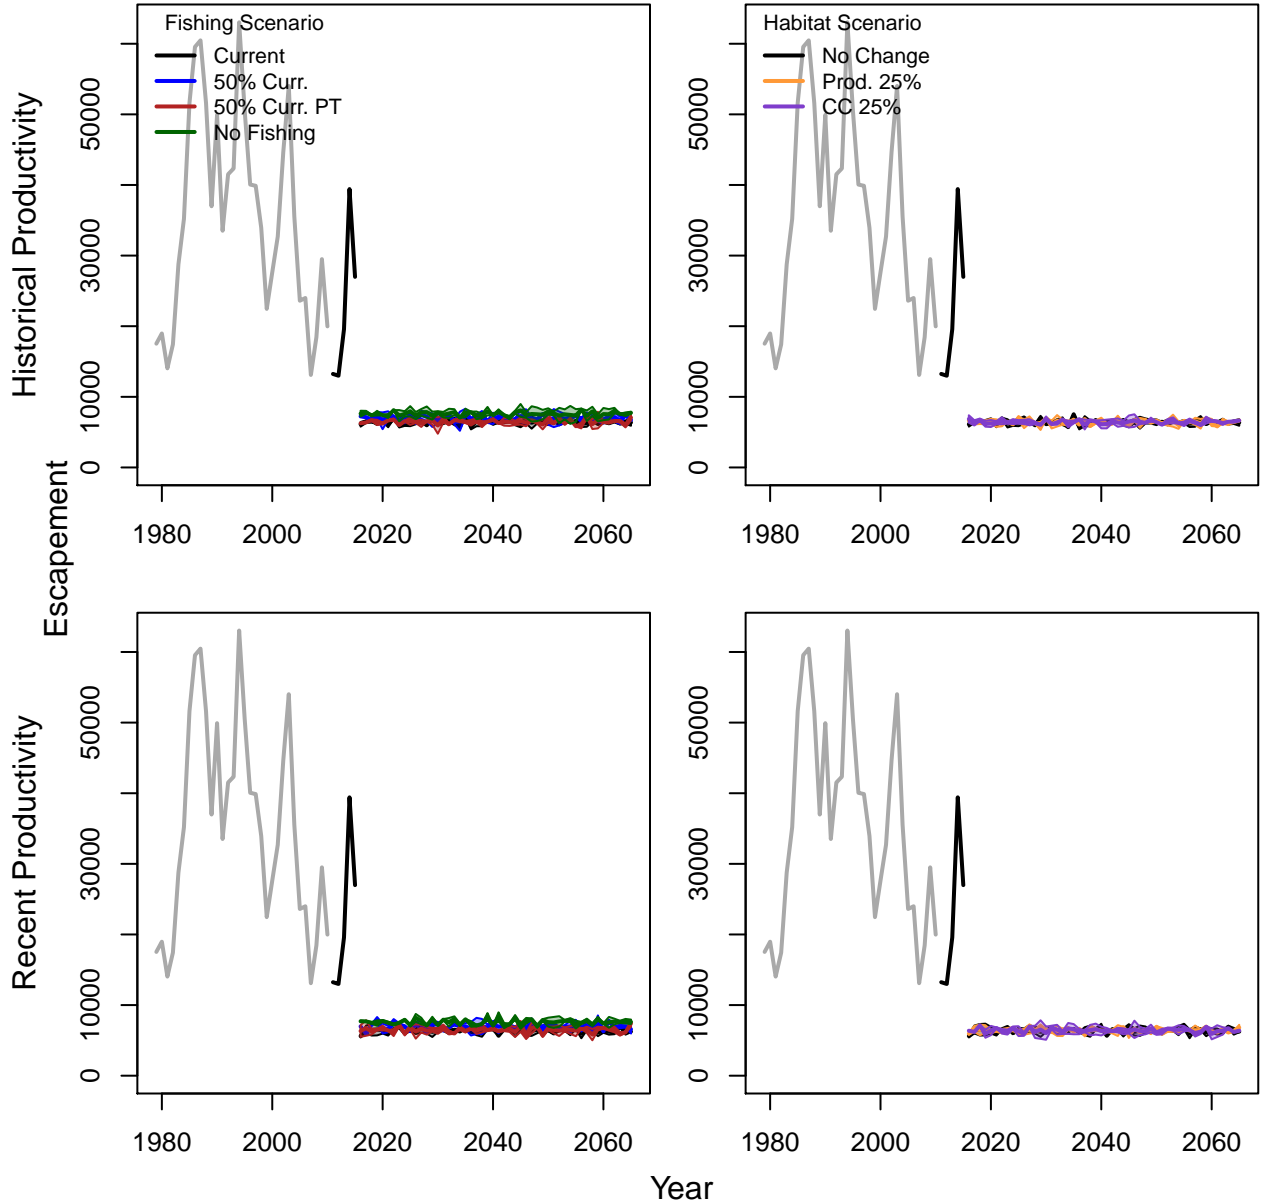 Fishing Scenario
Current
50% Curr.
50% Curr. PT
No Fishing
Habitat Scenario
No Change
Prod. 25%
CC 25%
Historical Productivity
0 10000 30000 50000
0 10000 30000 50000
1980 2000 2020 2040 2060
1980 2000 2020 2040 2060
Escapement
Recent Productivity
0 10000 30000 50000
0 10000 30000 50000
1980 2000 2020 2040 2060
1980 2000 2020 2040 2060
Year